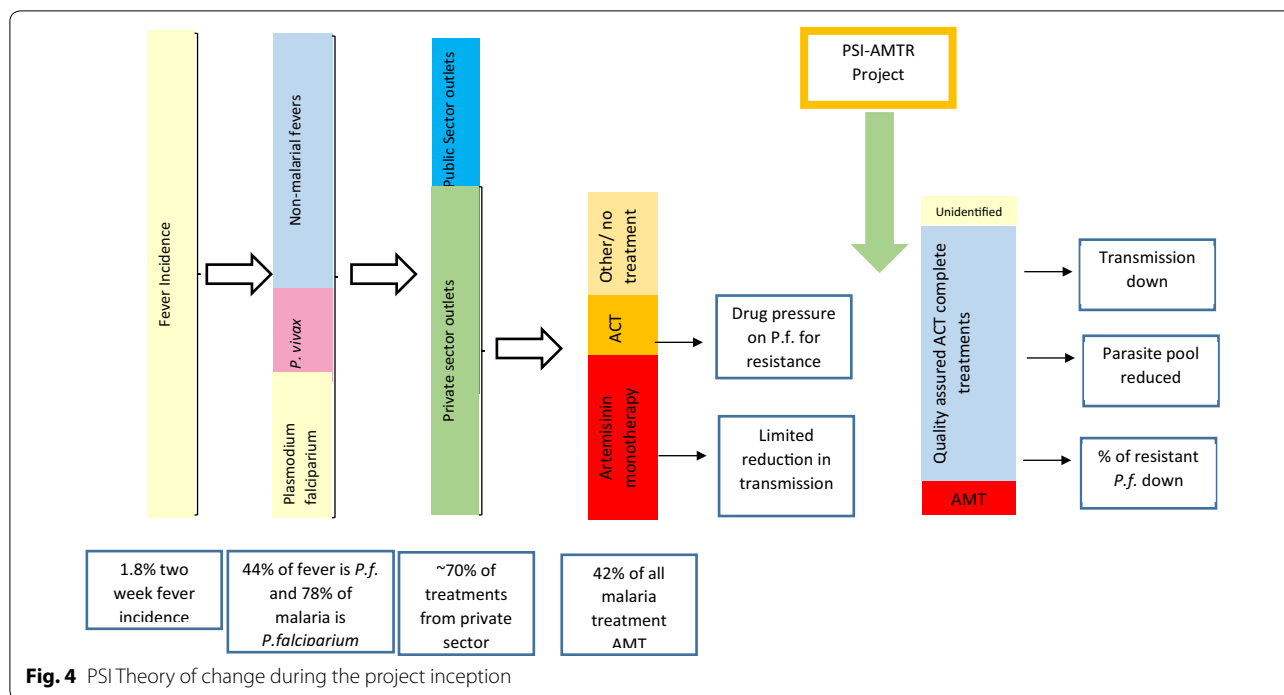 PSI-AMTR
Project
Fever Incidence
Non-malarial fevers
P. vivax
Plasmodium
falciparium
Public Sector outlets
Private sector outlets
Other/ no
treatment
ACT
Artemisinin
monotherapy
Drug pressure
on P.f. for
resistance
Limited
reduction in
transmission
Unidentified
Quality assured ACT complete
treatments
AMT
Transmission
down
Parasite pool
reduced
% of resistant
P.f. down
1.8% two
week fever
incidence
44% of fever is P.f.
and 78% of
malaria is
P.falciparium
~70% of
treatments
from private
sector
42% of all
malaria
treatment
AMT
Fig. 4 PSI Theory of change during the project inception